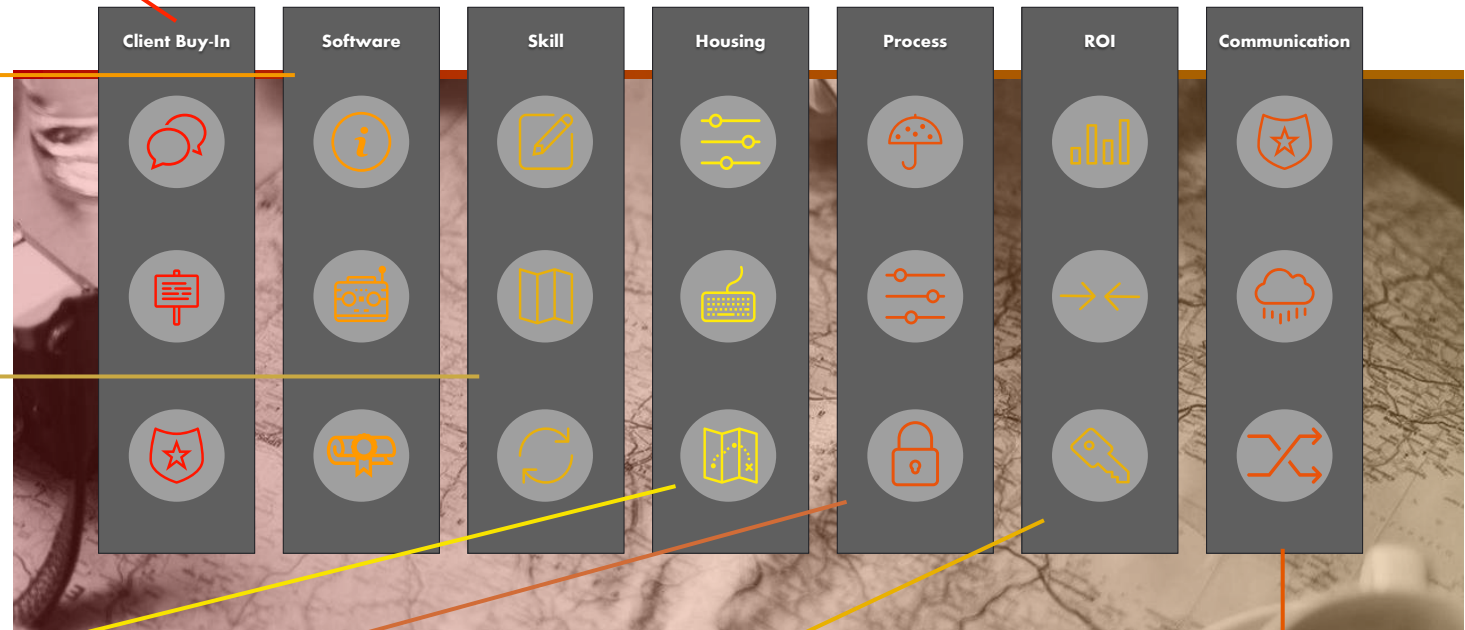 Client Buy-In
Software
Skill
Housing
Process
ROI
Communication